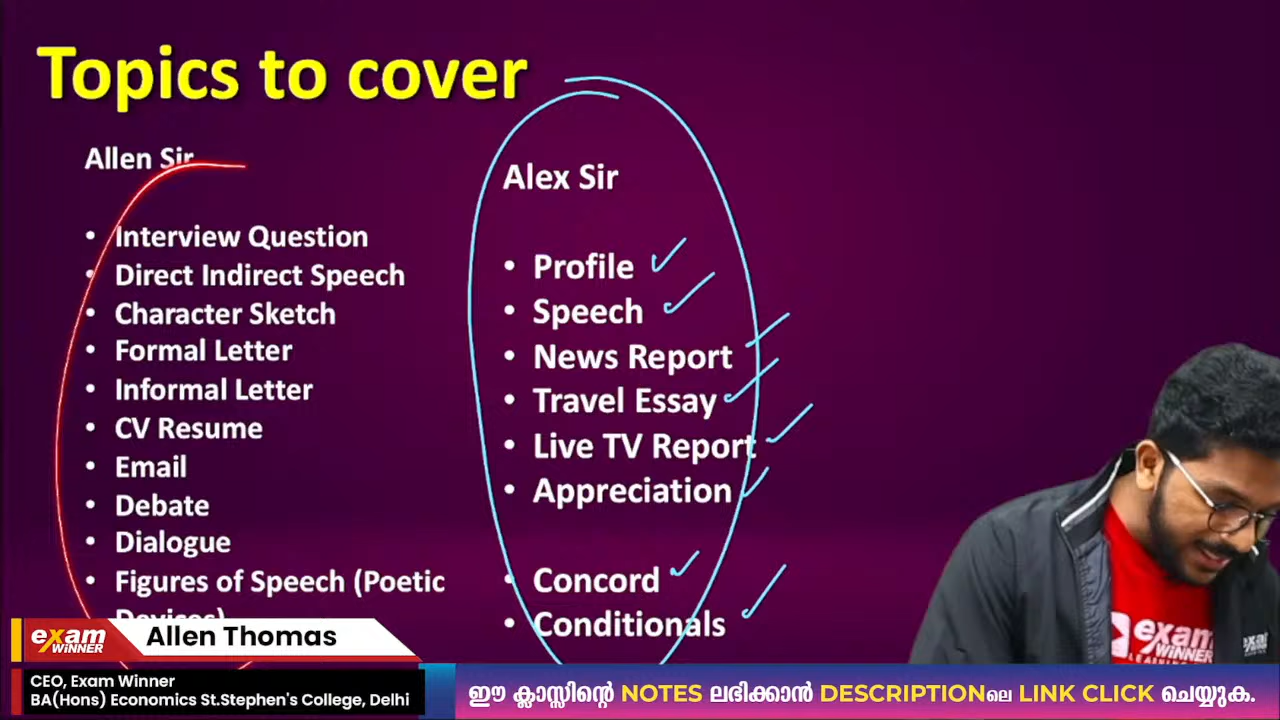 Topics to cover
Allen Sir
• Interview Question
• Direct Indirect Speech
• Character Sketch
• Formal Letter
• Informal Letter
• CV Resume
• Email
• Debate
• Dialogue
• Figures of Speech (Poetic
Devices)
Alex Sir
• Profile
• Speech
• News Report
• Travel Essay
• Live TV Report
• Appreciation
• Concord
• Conditionals
exam
WiNNER
Allen Thomas
CEO, Exam Winner
BA(Hons) Economics St.Stephen's College, Delhi
ഈ ക്ലാസ്സിന്റെ NOTES ലഭിക്കാൻ DESCRIPTIONലെ LINK CLICK ചെയ്യുക.
exam
WiNNER